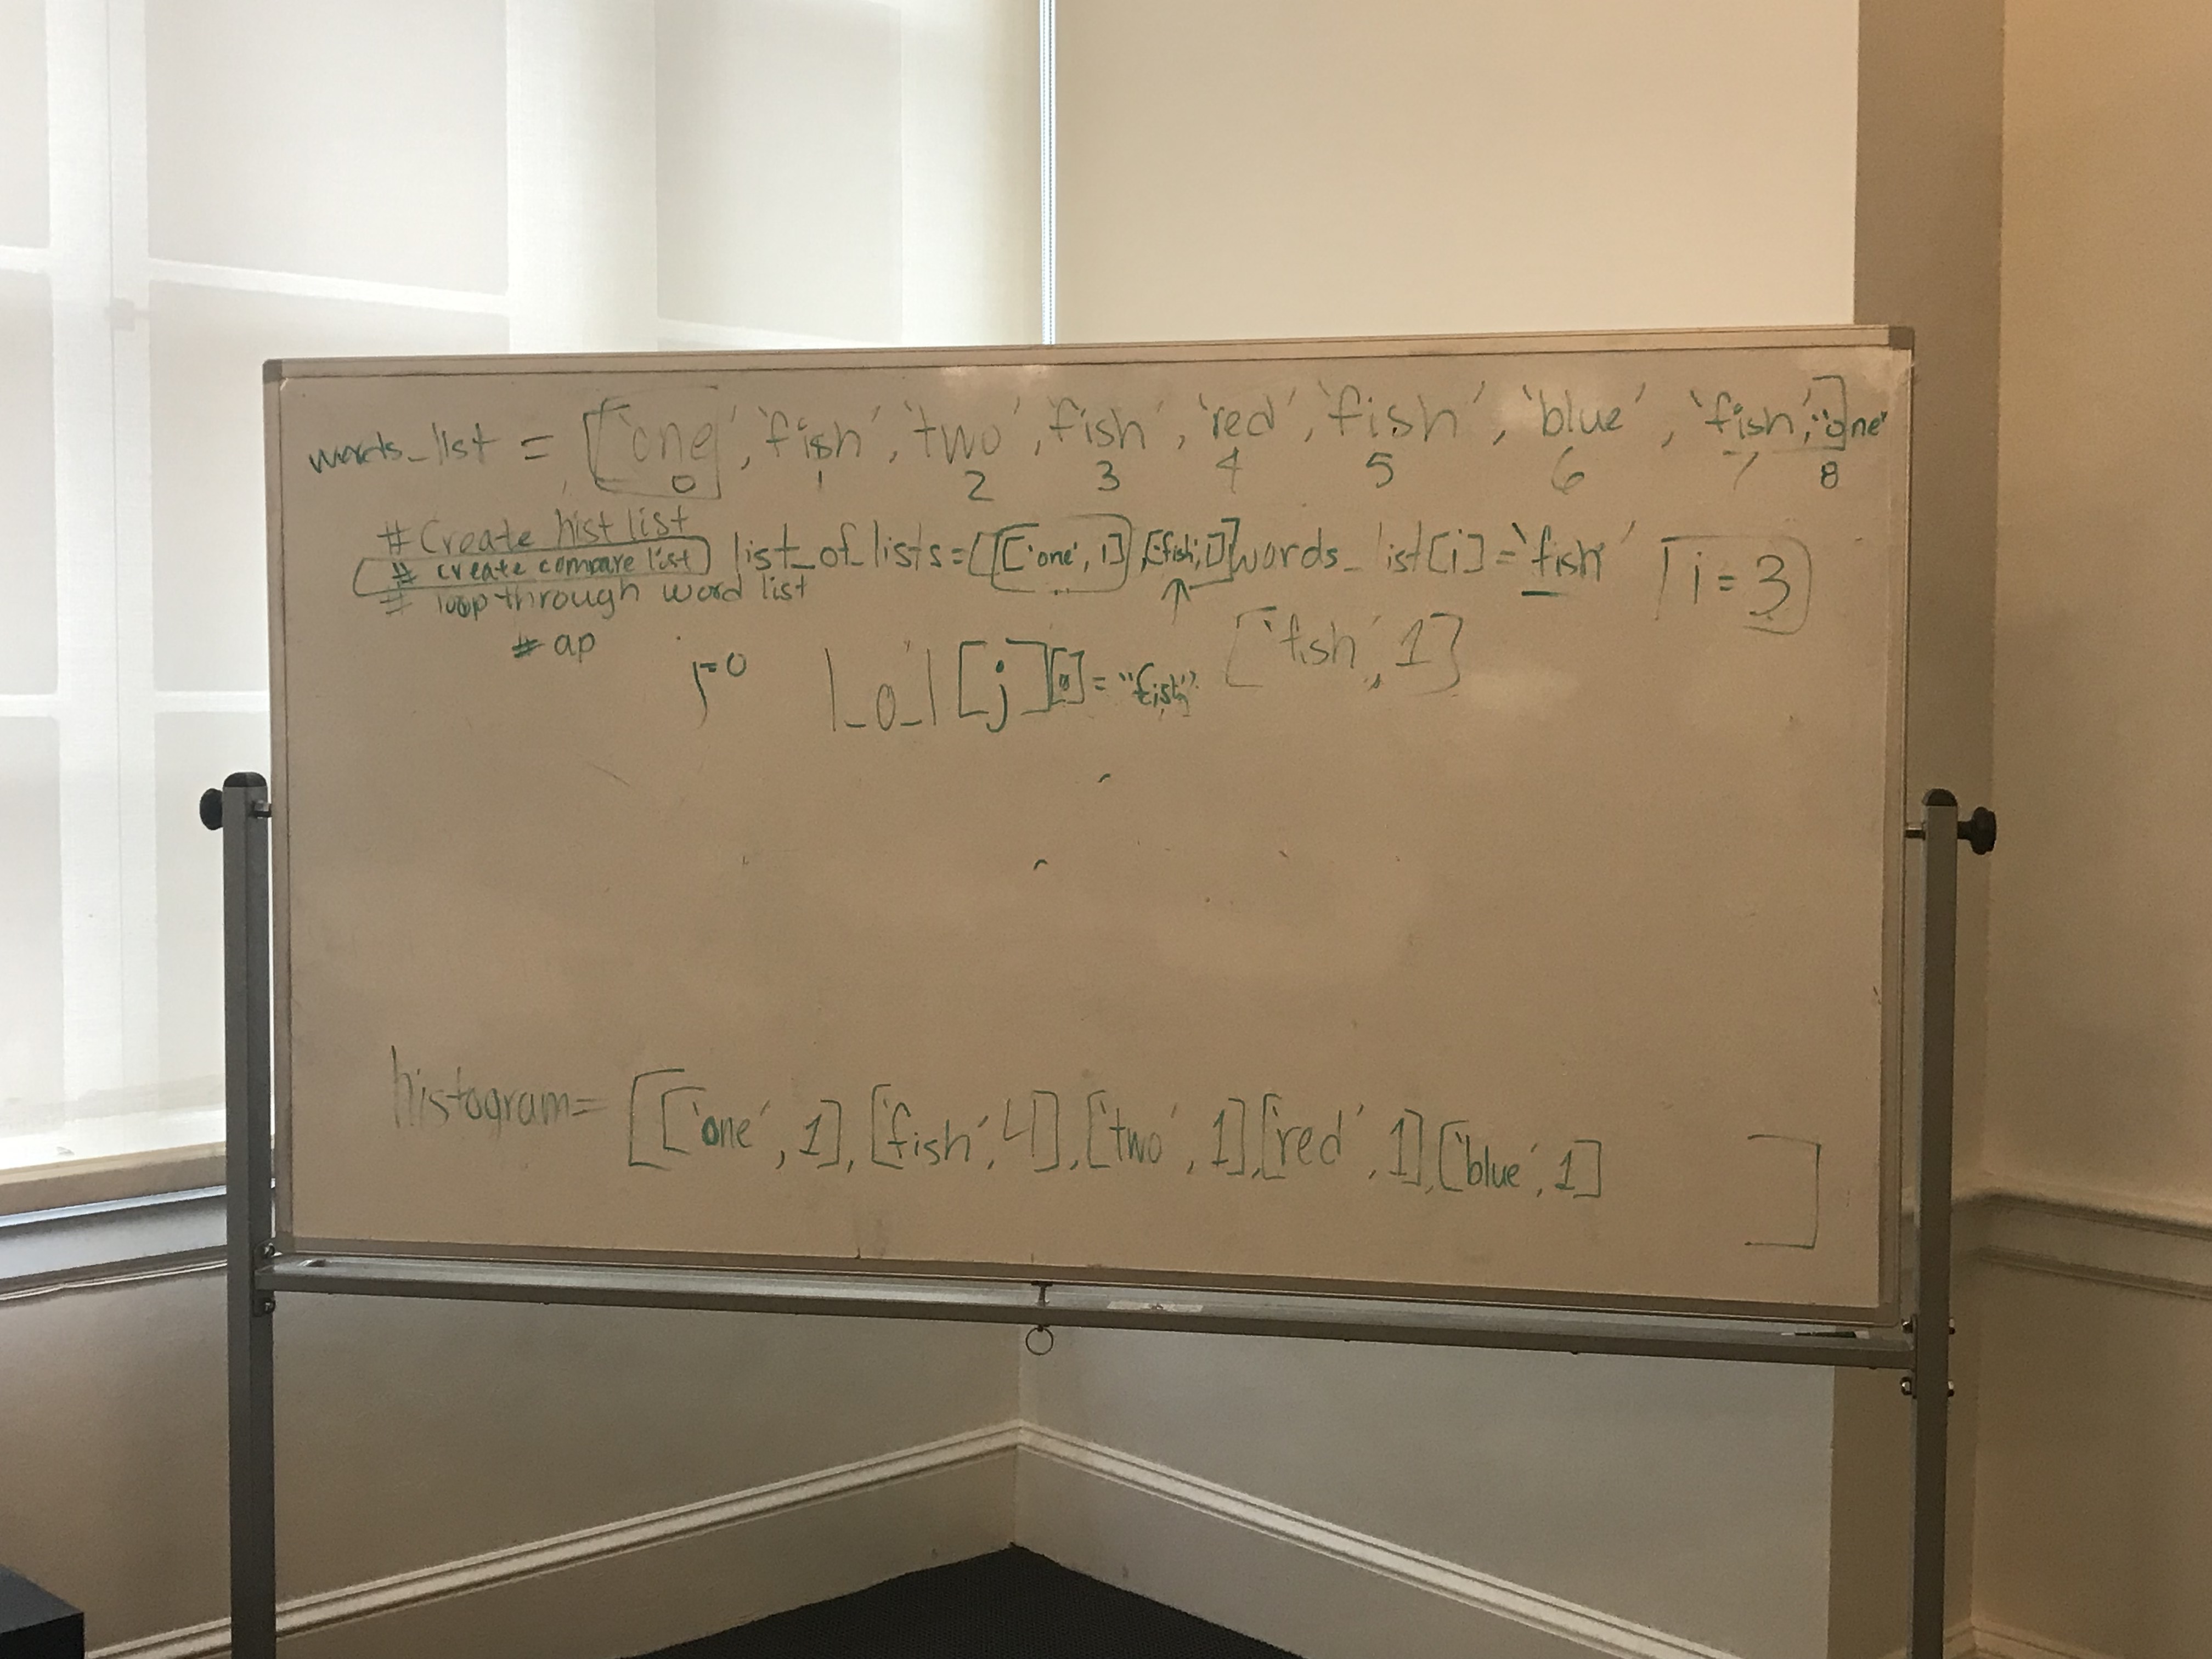 words_list = ['one', 'fish', 'two', 'fish', 'red', 'fish', 'blue', 'fish', 'one']
0 1 2 3 4 5 6 7 8
# Create hist list
# create compare list list_of_lists = [['one', 1], ['fish', 1]] words_list[i] = 'fish' i = 3
# loop through word list
# ap
j=0 l_o_l[j][0] = "fish" ['fish', 1]
histogram= [['one', 1], ['fish', 4], ['two', 1], ['red', 1], ['blue', 1] ]